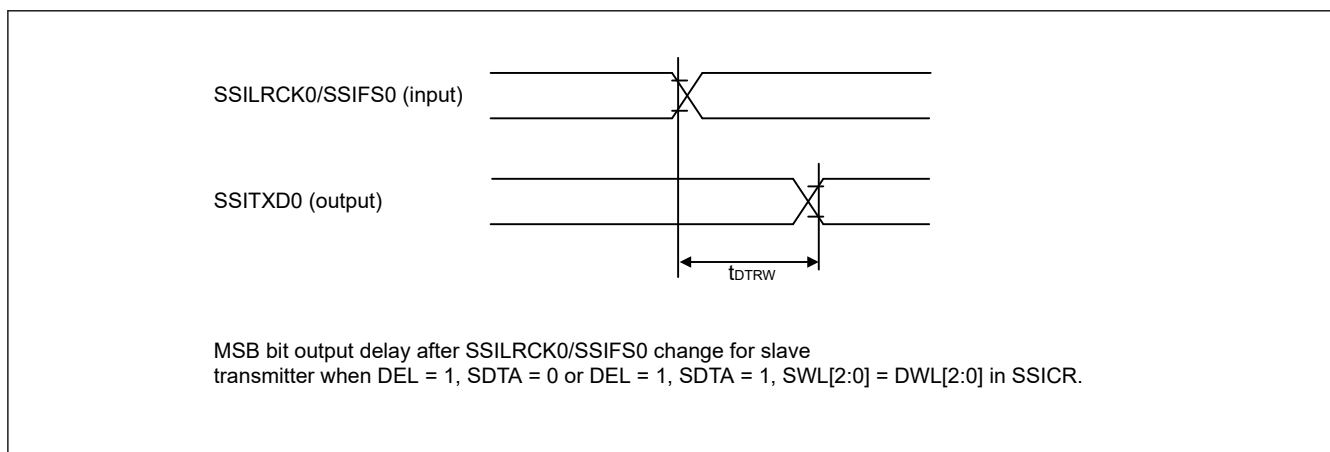 SSILRCK0/SSIFS0 (input)
SSITXD0 (output)
tDTRW
MSB bit output delay after SSILRCK0/SSIFS0 change for slave
transmitter when DEL = 1, SDTA = 0 or DEL = 1, SDTA = 1, SWL[2:0] = DWL[2:0] in SSICR.